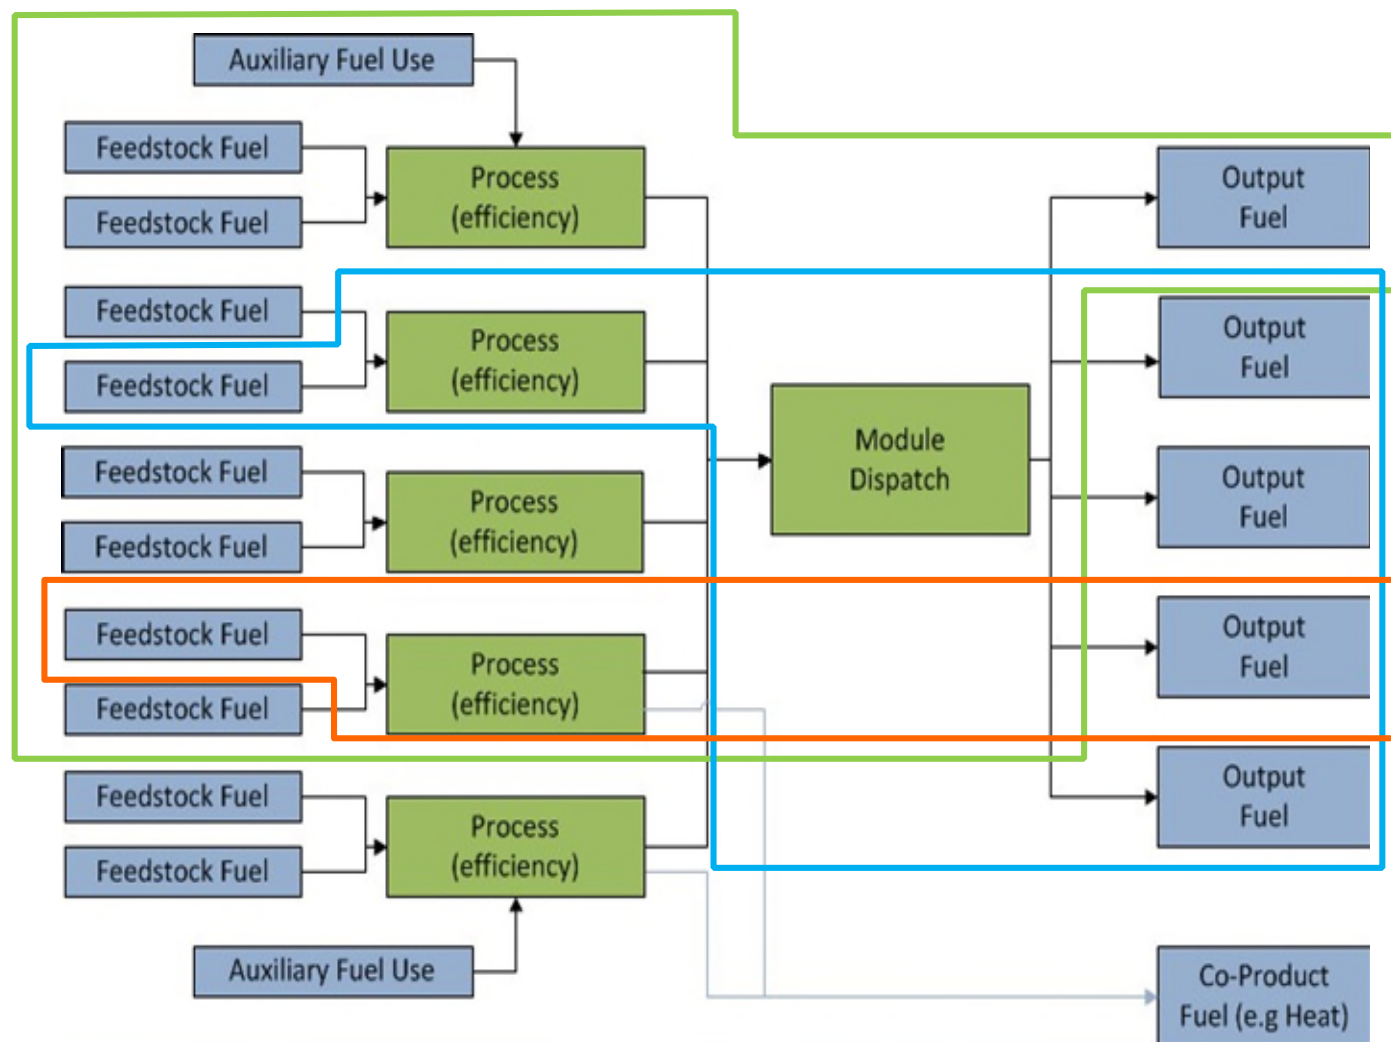 Auxiliary Fuel Use
Feedstock Fuel
Feedstock Fuel
Process
(efficiency)
Output
Fuel
Feedstock Fuel
Feedstock Fuel
Process
(efficiency)
Output
Fuel
Feedstock Fuel
Feedstock Fuel
Process
(efficiency)
Module
Dispatch
Output
Fuel
Feedstock Fuel
Feedstock Fuel
Process
(efficiency)
Output
Fuel
Feedstock Fuel
Feedstock Fuel
Process
(efficiency)
Output
Fuel
Auxiliary Fuel Use
Co-Product
Fuel (e.g Heat)